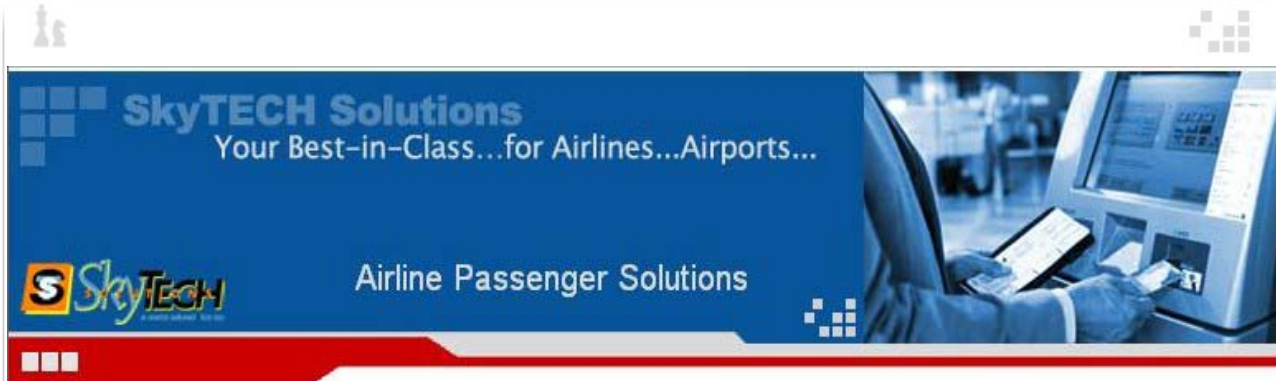 SkyTECH Solutions
Your Best-in-Class...for Airlines...Airports...
S SkyTECH
Airline Passenger Solutions